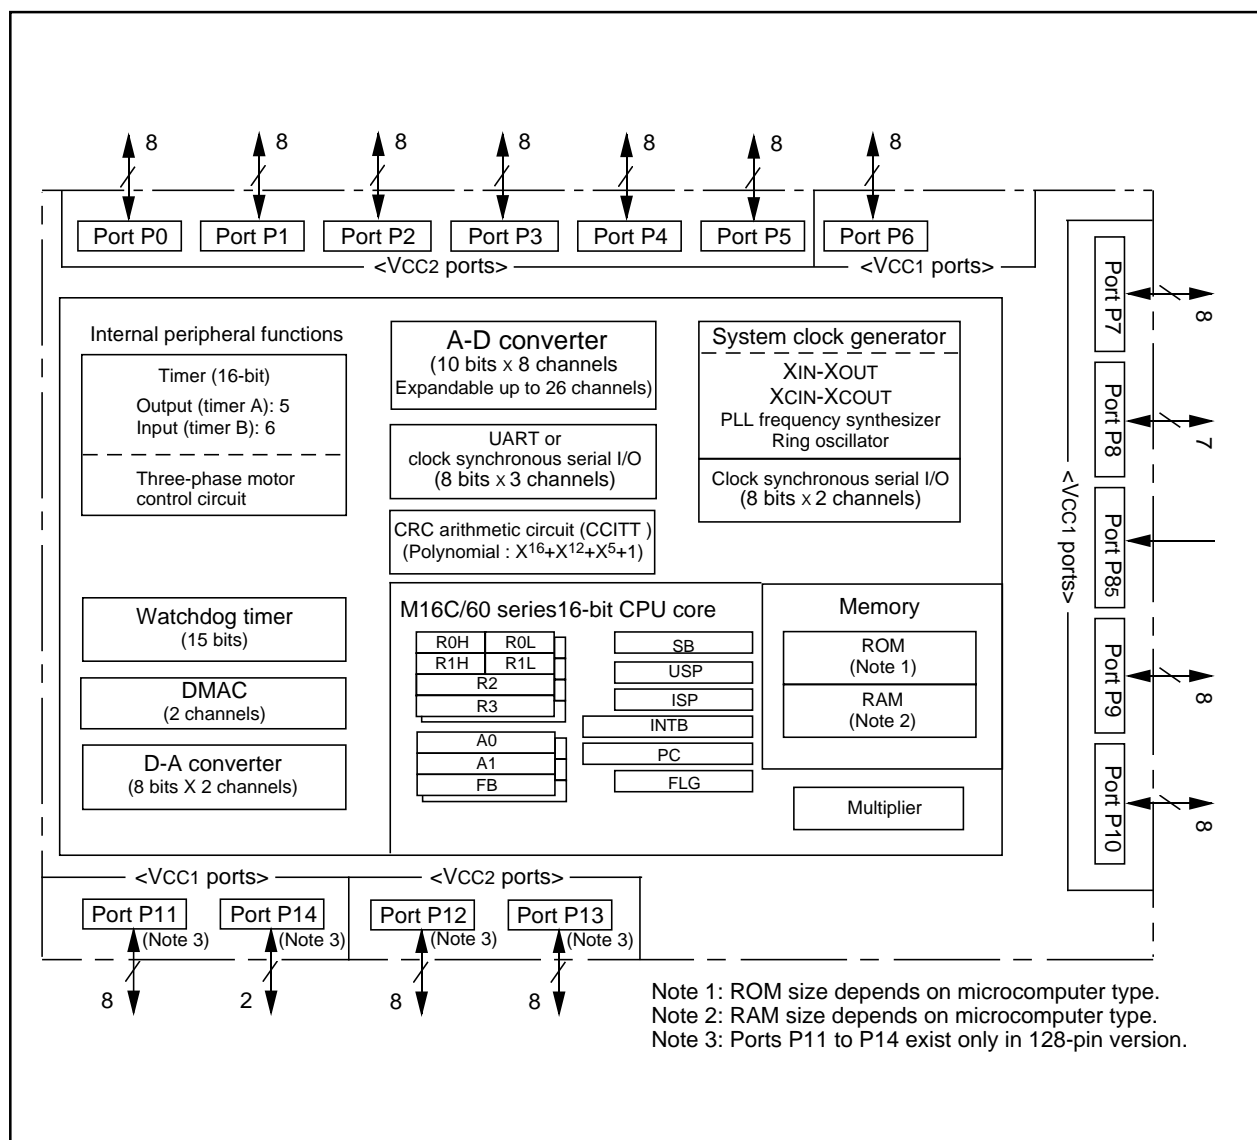 8 8 8 8 8 8 8
Port P0 Port P1 Port P2 Port P3 Port P4 Port P5 Port P6
<VCC2 ports> <VCC1 ports>
Internal peripheral functions
Timer (16-bit)
Output (timer A): 5
Input (timer B): 6
Three-phase motor
control circuit
Watchdog timer
(15 bits)
DMAC
(2 channels)
D-A converter
(8 bits X 2 channels)
A-D converter
(10 bits x 8 channels
Expandable up to 26 channels)
UART or
clock synchronous serial I/O
(8 bits x 3 channels)
CRC arithmetic circuit (CCITT )
(Polynomial : X16+X12+X5+1)
System clock generator
XIN-XOUT
XCIN-XCOUT
PLL frequency synthesizer
Ring oscillator
Clock synchronous serial I/O
(8 bits x 2 channels)
M16C/60 series16-bit CPU core
R0H R0L
R1H R1L
R2
R3
A0
A1
FB
SB
USP
ISP
INTB
PC
FLG
Memory
ROM
(Note 1)
RAM
(Note 2)
Multiplier
<VCC1 ports>
Port P7
8
Port P8
7
Port P85
Port P9
8
Port P10
8
<VCC1 ports> <VCC2 ports>
Port P11 Port P14 Port P12 Port P13
(Note 3) (Note 3) (Note 3) (Note 3)
8 2 8 8
Note 1: ROM size depends on microcomputer type.
Note 2: RAM size depends on microcomputer type.
Note 3: Ports P11 to P14 exist only in 128-pin version.